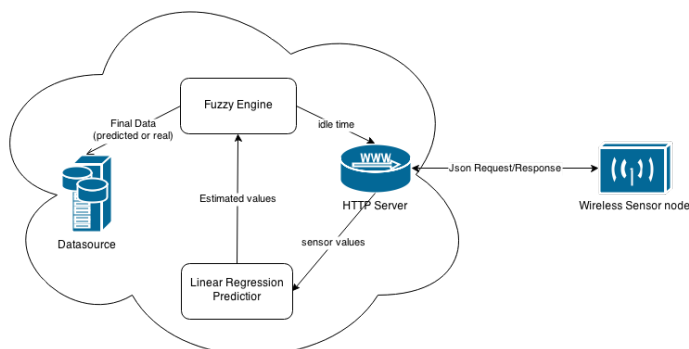 Fuzzy Engine
Final Data
(predicted or real)
idle time
WWW
Json Request/Response
Estimated values
HTTP Server
Wireless Sensor node
Datasource
sensor values
Linear Regression
Predictior